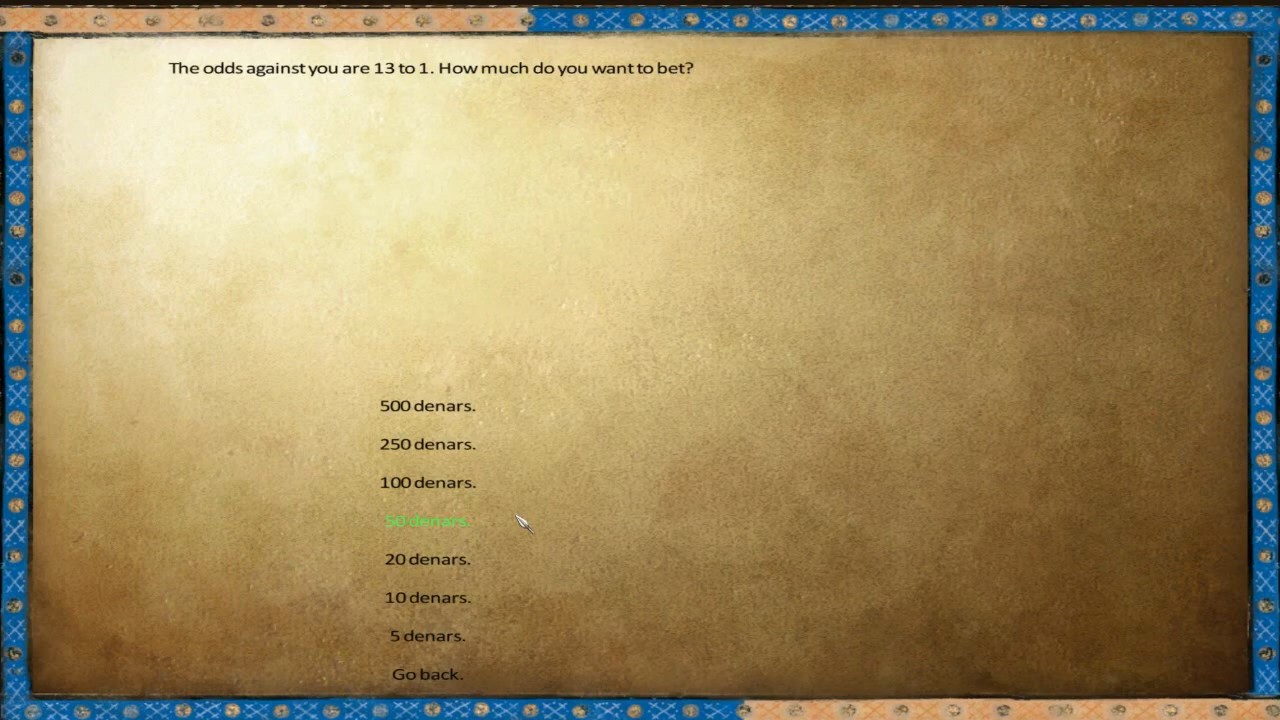 The odds against you are 13 to 1. How much do you want to bet?
500 denars.
250 denars.
100 denars.
50 denars.
20 denars.
10 denars.
5 denars.
Go back.